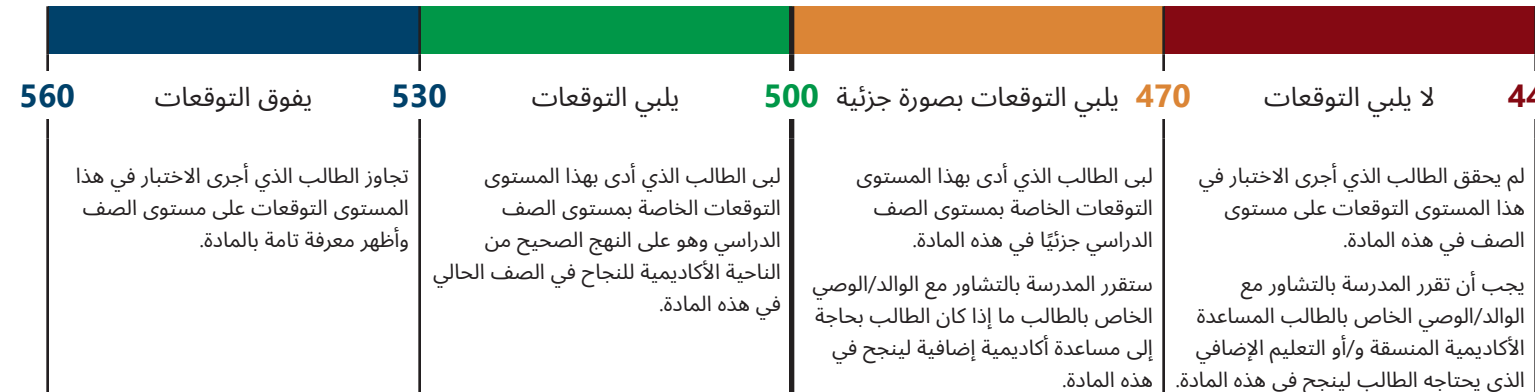 44 لا يلبي التوقعات 470 يلبي التوقعات بصورة جزئية 500 يلبي التوقعات 530 يفوق التوقعات 560
لم يحقق الطالب الذي أجرى الاختبار في
هذا المستوى التوقعات على مستوى
الصف في هذه المادة.
يجب أن تقرر المدرسة بالتشاور مع
الوالد/الوصي الخاص بالطالب المساعدة
الأكاديمية المنسقة و/أو التعليم الإضافي
الذي يحتاجه الطالب لينجح في هذه المادة.
لبى الطالب الذي أدى بهذا المستوى
التوقعات الخاصة بمستوى الصف
الدراسي جزئيًا في هذه المادة.
ستقرر المدرسة بالتشاور مع الوالد/الوصي
الخاص بالطالب ما إذا كان الطالب بحاجة
إلى مساعدة أكاديمية إضافية لينجح في
هذه المادة.
لبى الطالب الذي أدى بهذا المستوى
التوقعات الخاصة بمستوى الصف
الدراسي وهو على النهج الصحيح من
الناحية الأكاديمية للنجاح في الصف الحالي
في هذه المادة.
تجاوز الطالب الذي أجرى الاختبار في هذا
المستوى التوقعات على مستوى الصف
وأظهر معرفة تامة بالمادة.